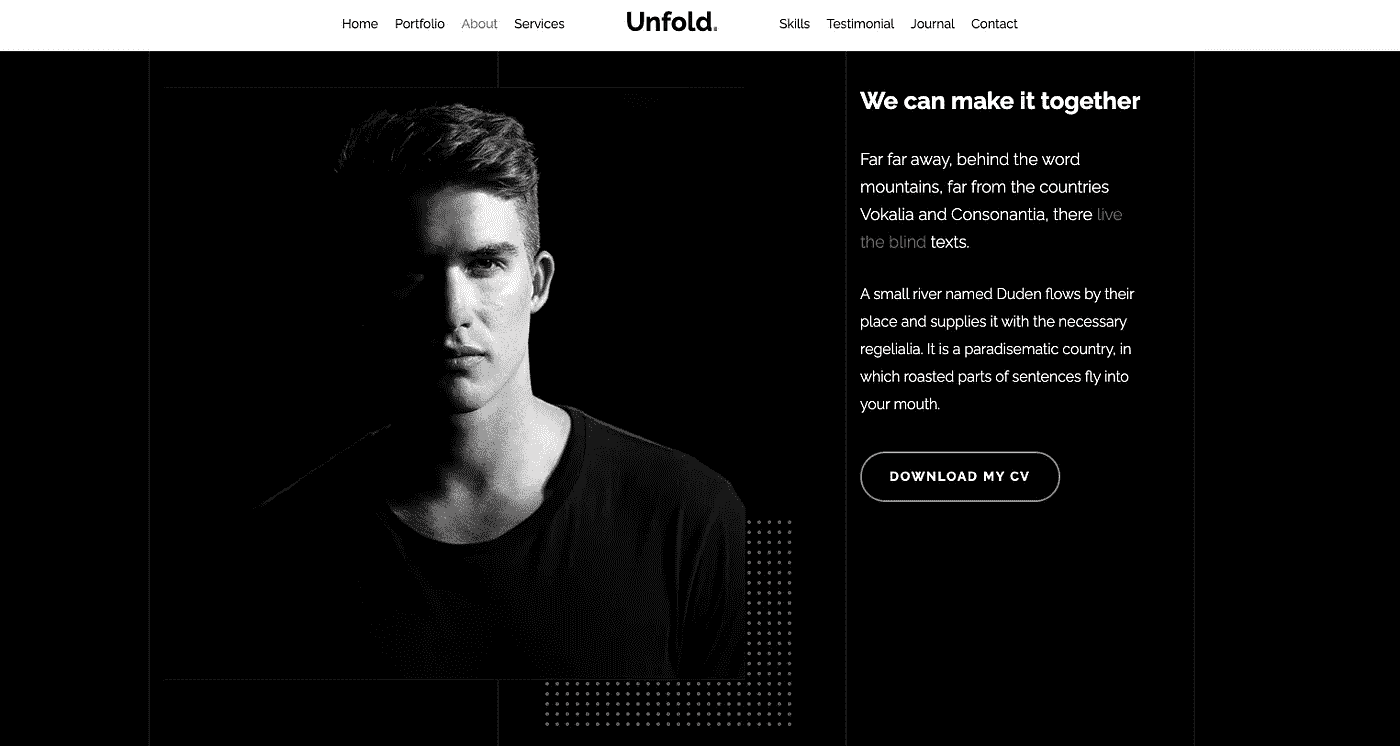 Home Portfolio About Services Unfold. Skills Testimonial Journal Contact
We can make it together
Far far away, behind the word
mountains, far from the countries
Vokalia and Consonantia, there live
the blind texts.
A small river named Duden flows by their
place and supplies it with the necessary
regelialia. It is a paradisematic country, in
which roasted parts of sentences fly into
your mouth.
DOWNLOAD MY CV